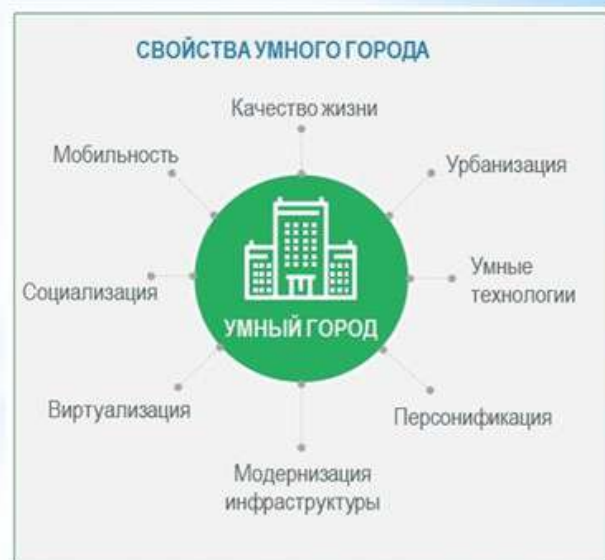 СВОЙСТВА УМНОГО ГОРОДА
Качество жизни
Мобильность
Урбанизация
Социализация
Умные
технологии
УМНЫЙ ГОРОД
Виртуализация
Персонификация
Модернизация
инфраструктуры